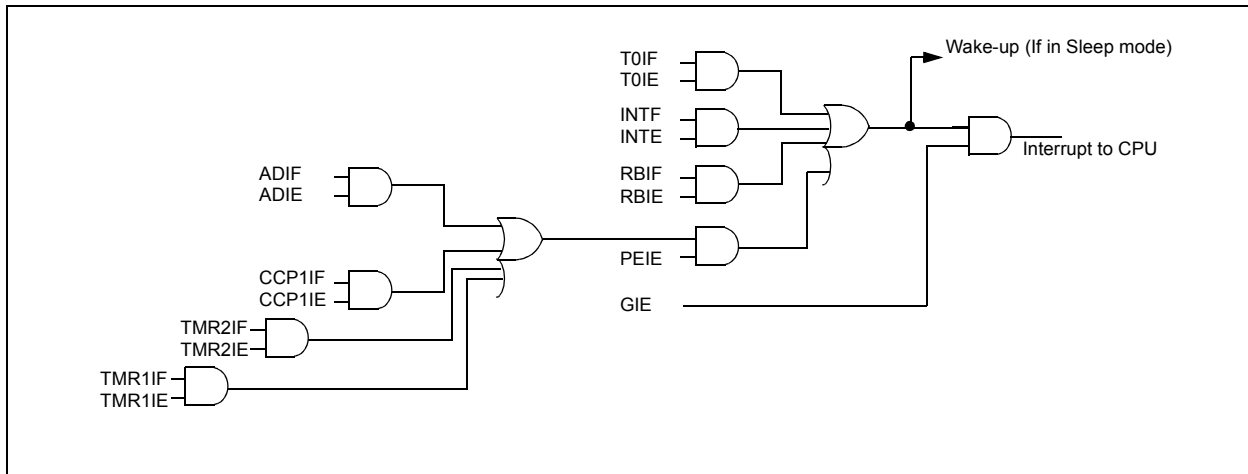 Wake-up (If in Sleep mode)
T0IF
T0IE
INTF
INTE
Interrupt to CPU
RBIF
RBIE
ADIF
ADIE
PEIE
CCP1IF
CCP1IE
GIE
TMR2IF
TMR2IE
TMR1IF
TMR1IE